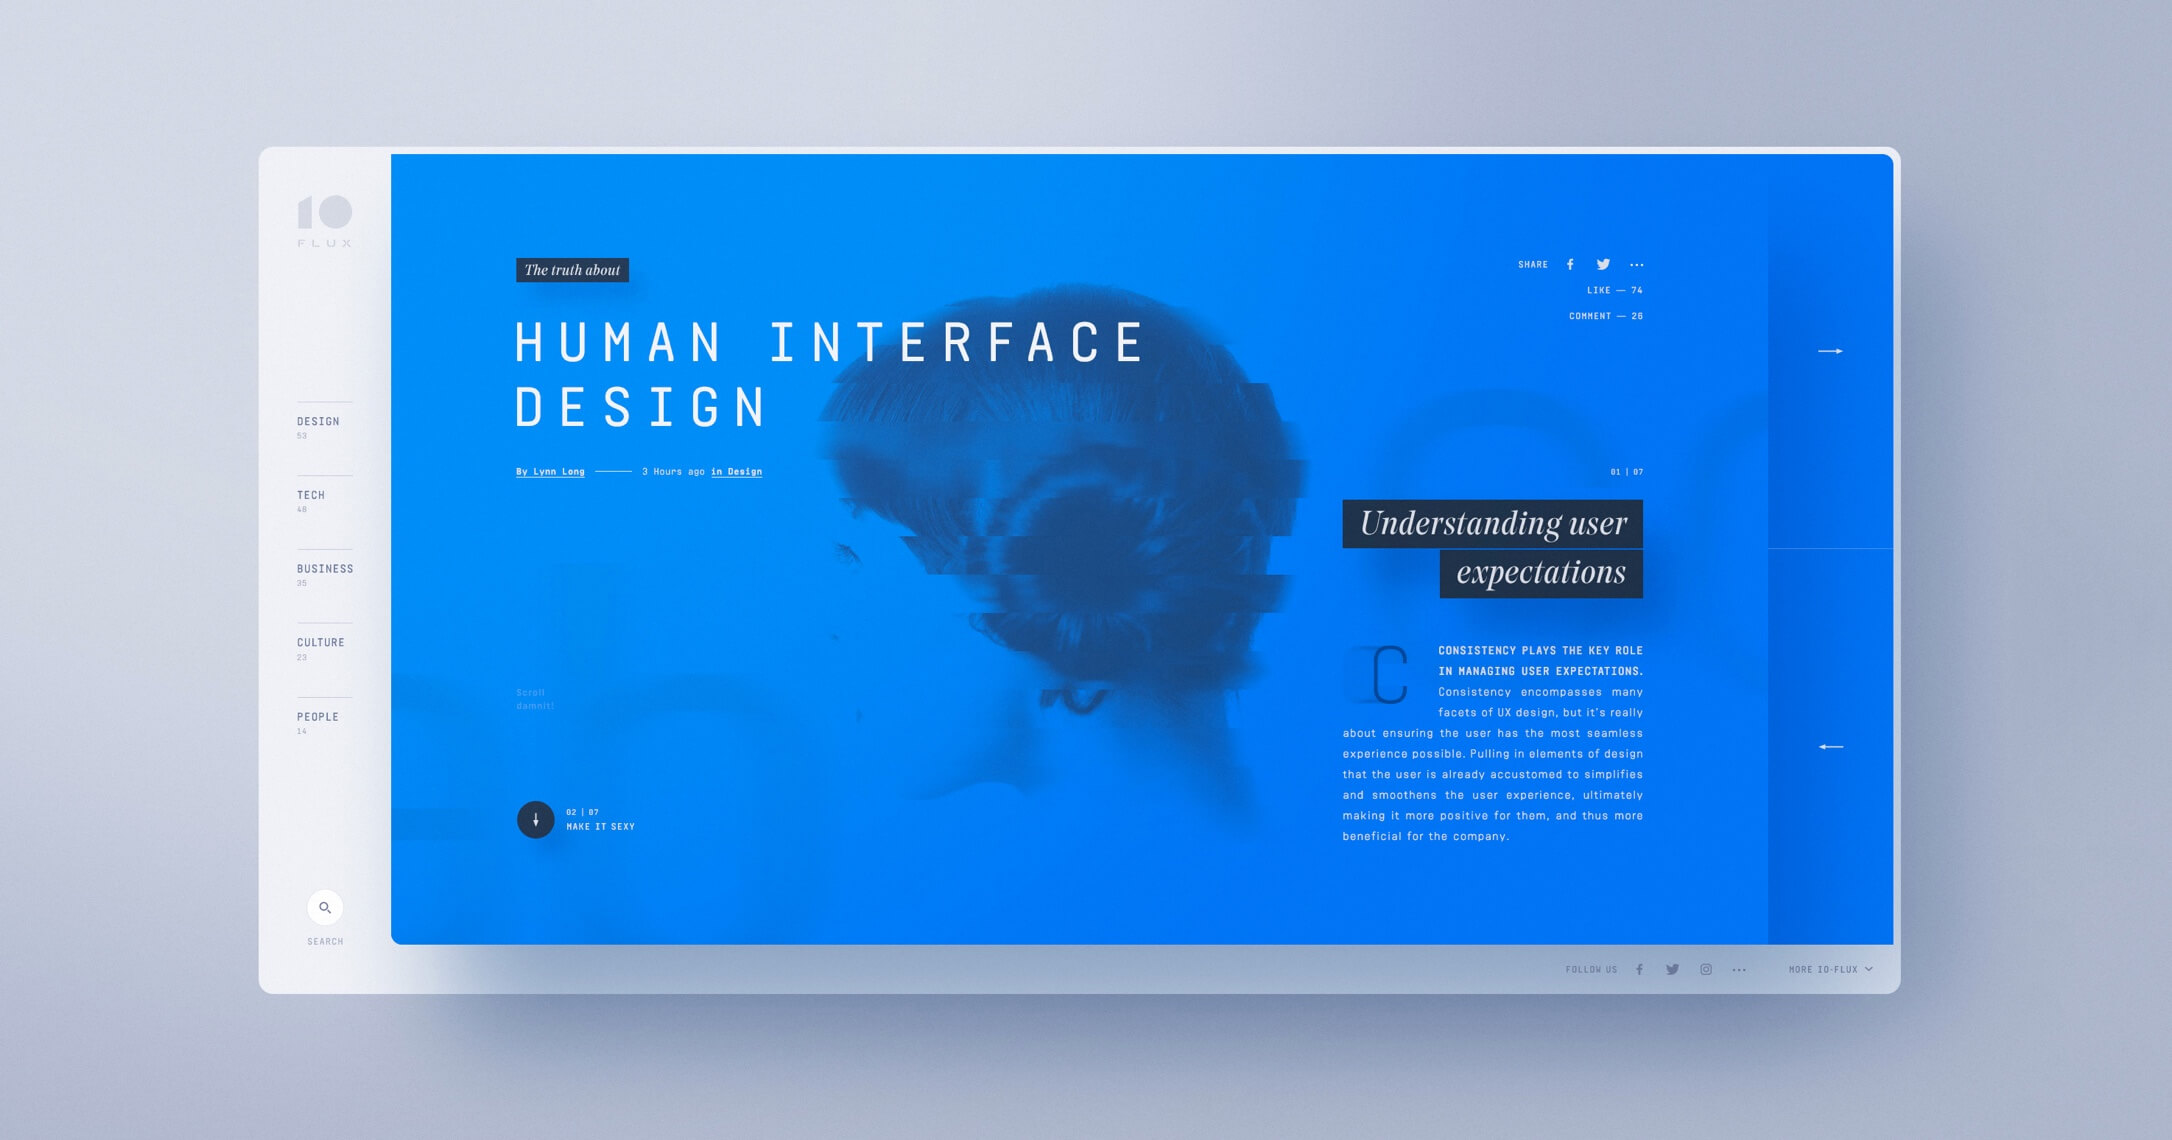 10
FLUX
DESIGN
53
TECH
48
BUSINESS
35
CULTURE
23
PEOPLE
14
SEARCH
The truth about
HUMAN INTERFACE
DESIGN
By Lynn Long
3 Hours ago in Design
Scroll
damnit!
02 | 07
MAKE IT SEXY
SHARE
LIKE — 74
COMMENT — 26
01 | 07
Understanding user
expectations
C
CONSISTENCY PLAYS THE KEY ROLE
IN MANAGING USER EXPECTATIONS.
Consistency encompasses many
facets of UX design, but it's really
about ensuring the user has the most seamless
experience possible. Pulling in elements of design
that the user is already accustomed to simplifies
and smoothens the user experience, ultimately
making it more positive for them, and thus more
beneficial for the company.
FOLLOW US
MORE IO-FLUX